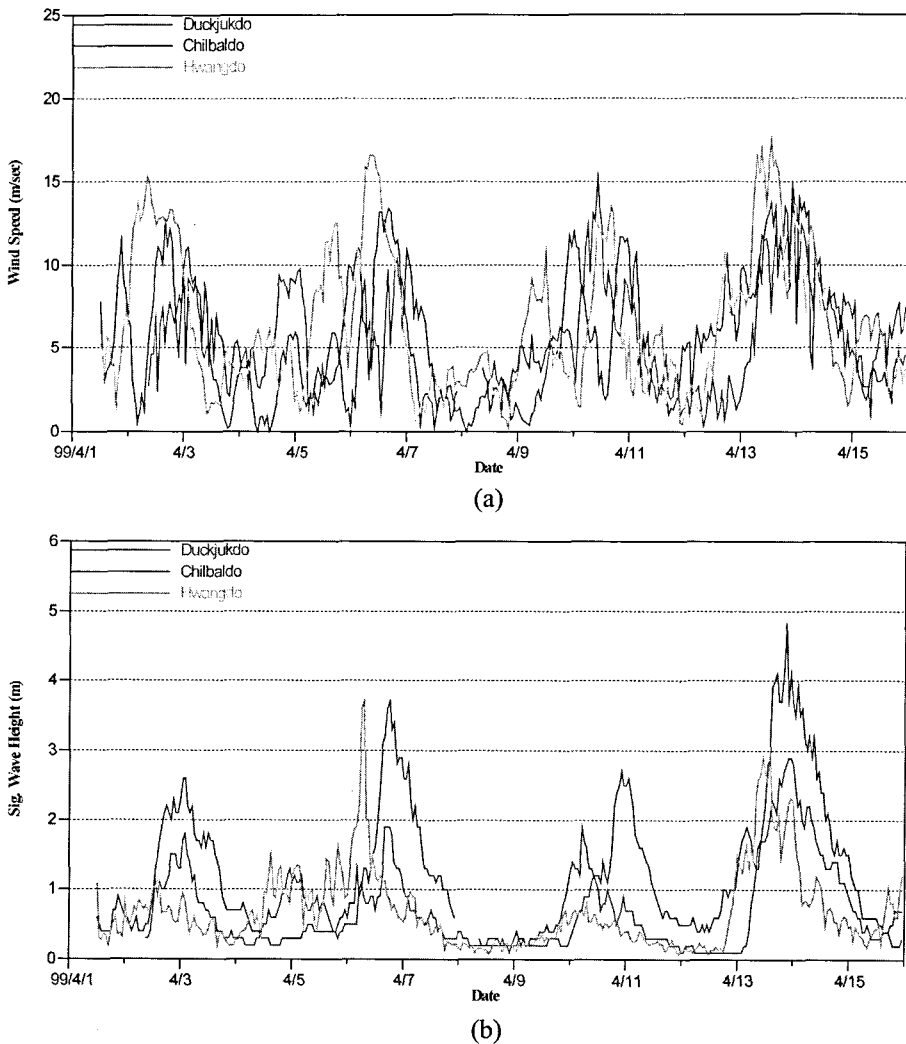 25
20
15
10
5
0
Wind Speed (m/sec)
Duckjukdo
Chilbaldo
Hwangdo
99/4/1 4/3 4/5 4/7 4/9 4/11 4/13 4/15
Date
(a)
6
5
4
3
2
1
0
Sig. Wave Height (m)
Duckjukdo
Chilbaldo
Hwangdo
99/4/1 4/3 4/5 4/7 4/9 4/11 4/13 4/15
Date
(b)